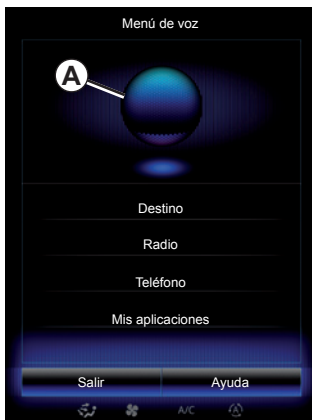 Menú de voz
A
Destino
Radio
Teléfono
Mis aplicaciones
Salir Ayuda
A/C A